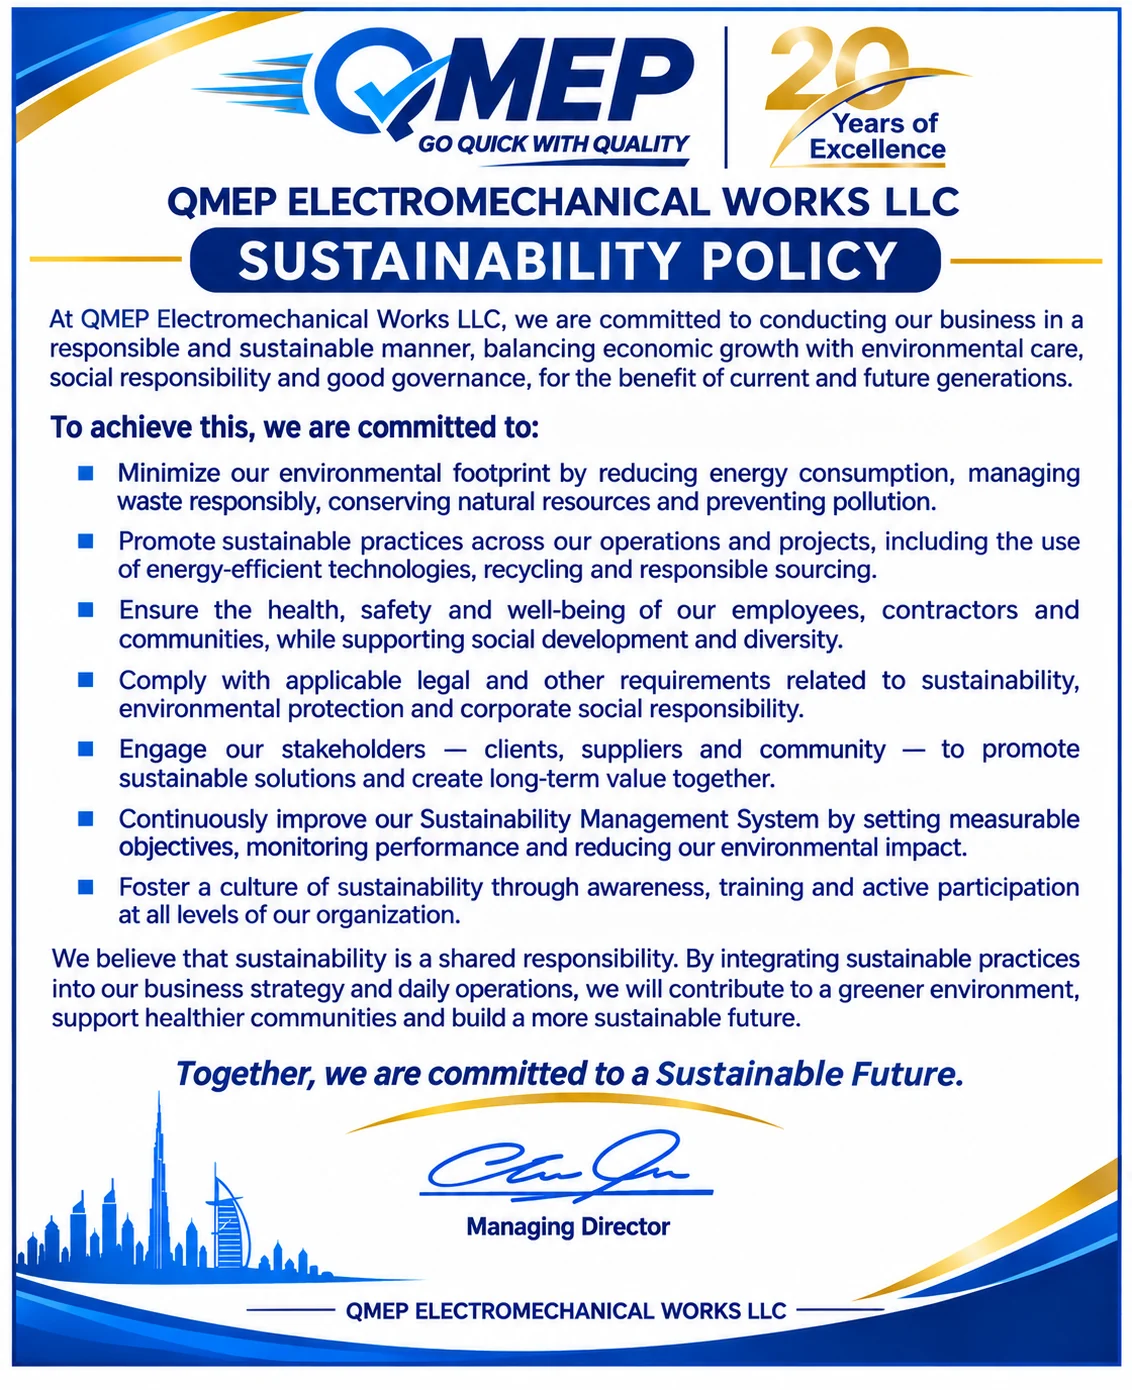 QMEP
GO QUICK WITH QUALITY
20
Years of
Excellence
QMEP ELECTROMECHANICAL WORKS LLC
SUSTAINABILITY POLICY
At QMEP Electromechanical Works LLC, we are committed to conducting our business in a
responsible and sustainable manner, balancing economic growth with environmental care,
social responsibility and good governance, for the benefit of current and future generations.
To achieve this, we are committed to:
■ Minimize our environmental footprint by reducing energy consumption, managing
waste responsibly, conserving natural resources and preventing pollution.
■ Promote sustainable practices across our operations and projects, including the use
of energy-efficient technologies, recycling and responsible sourcing.
■ Ensure the health, safety and well-being of our employees, contractors and
communities, while supporting social development and diversity.
■ Comply with applicable legal and other requirements related to sustainability,
environmental protection and corporate social responsibility.
■ Engage our stakeholders — clients, suppliers and community — to promote
sustainable solutions and create long-term value together.
■ Continuously improve our Sustainability Management System by setting measurable
objectives, monitoring performance and reducing our environmental impact.
■ Foster a culture of sustainability through awareness, training and active participation
at all levels of our organization.
We believe that sustainability is a shared responsibility. By integrating sustainable practices
into our business strategy and daily operations, we will contribute to a greener environment,
support healthier communities and build a more sustainable future.
Together, we are committed to a Sustainable Future.
Managing Director
QMEP ELECTROMECHANICAL WORKS LLC